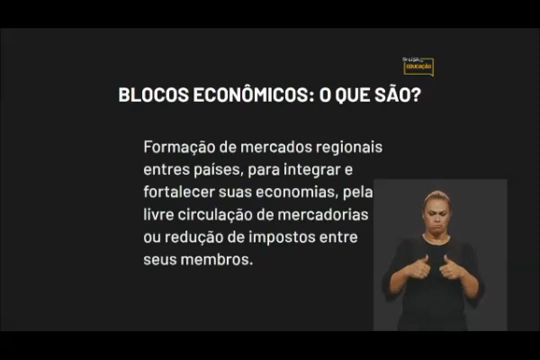 EDUCAÇÃO
BLOCOS ECONÔMICOS: O QUE SÃO?
Formação de mercados regionais
entres países, para integrar e
fortalecer suas economias, pela
livre circulação de mercadorias
ou redução de impostos entre
seus membros.